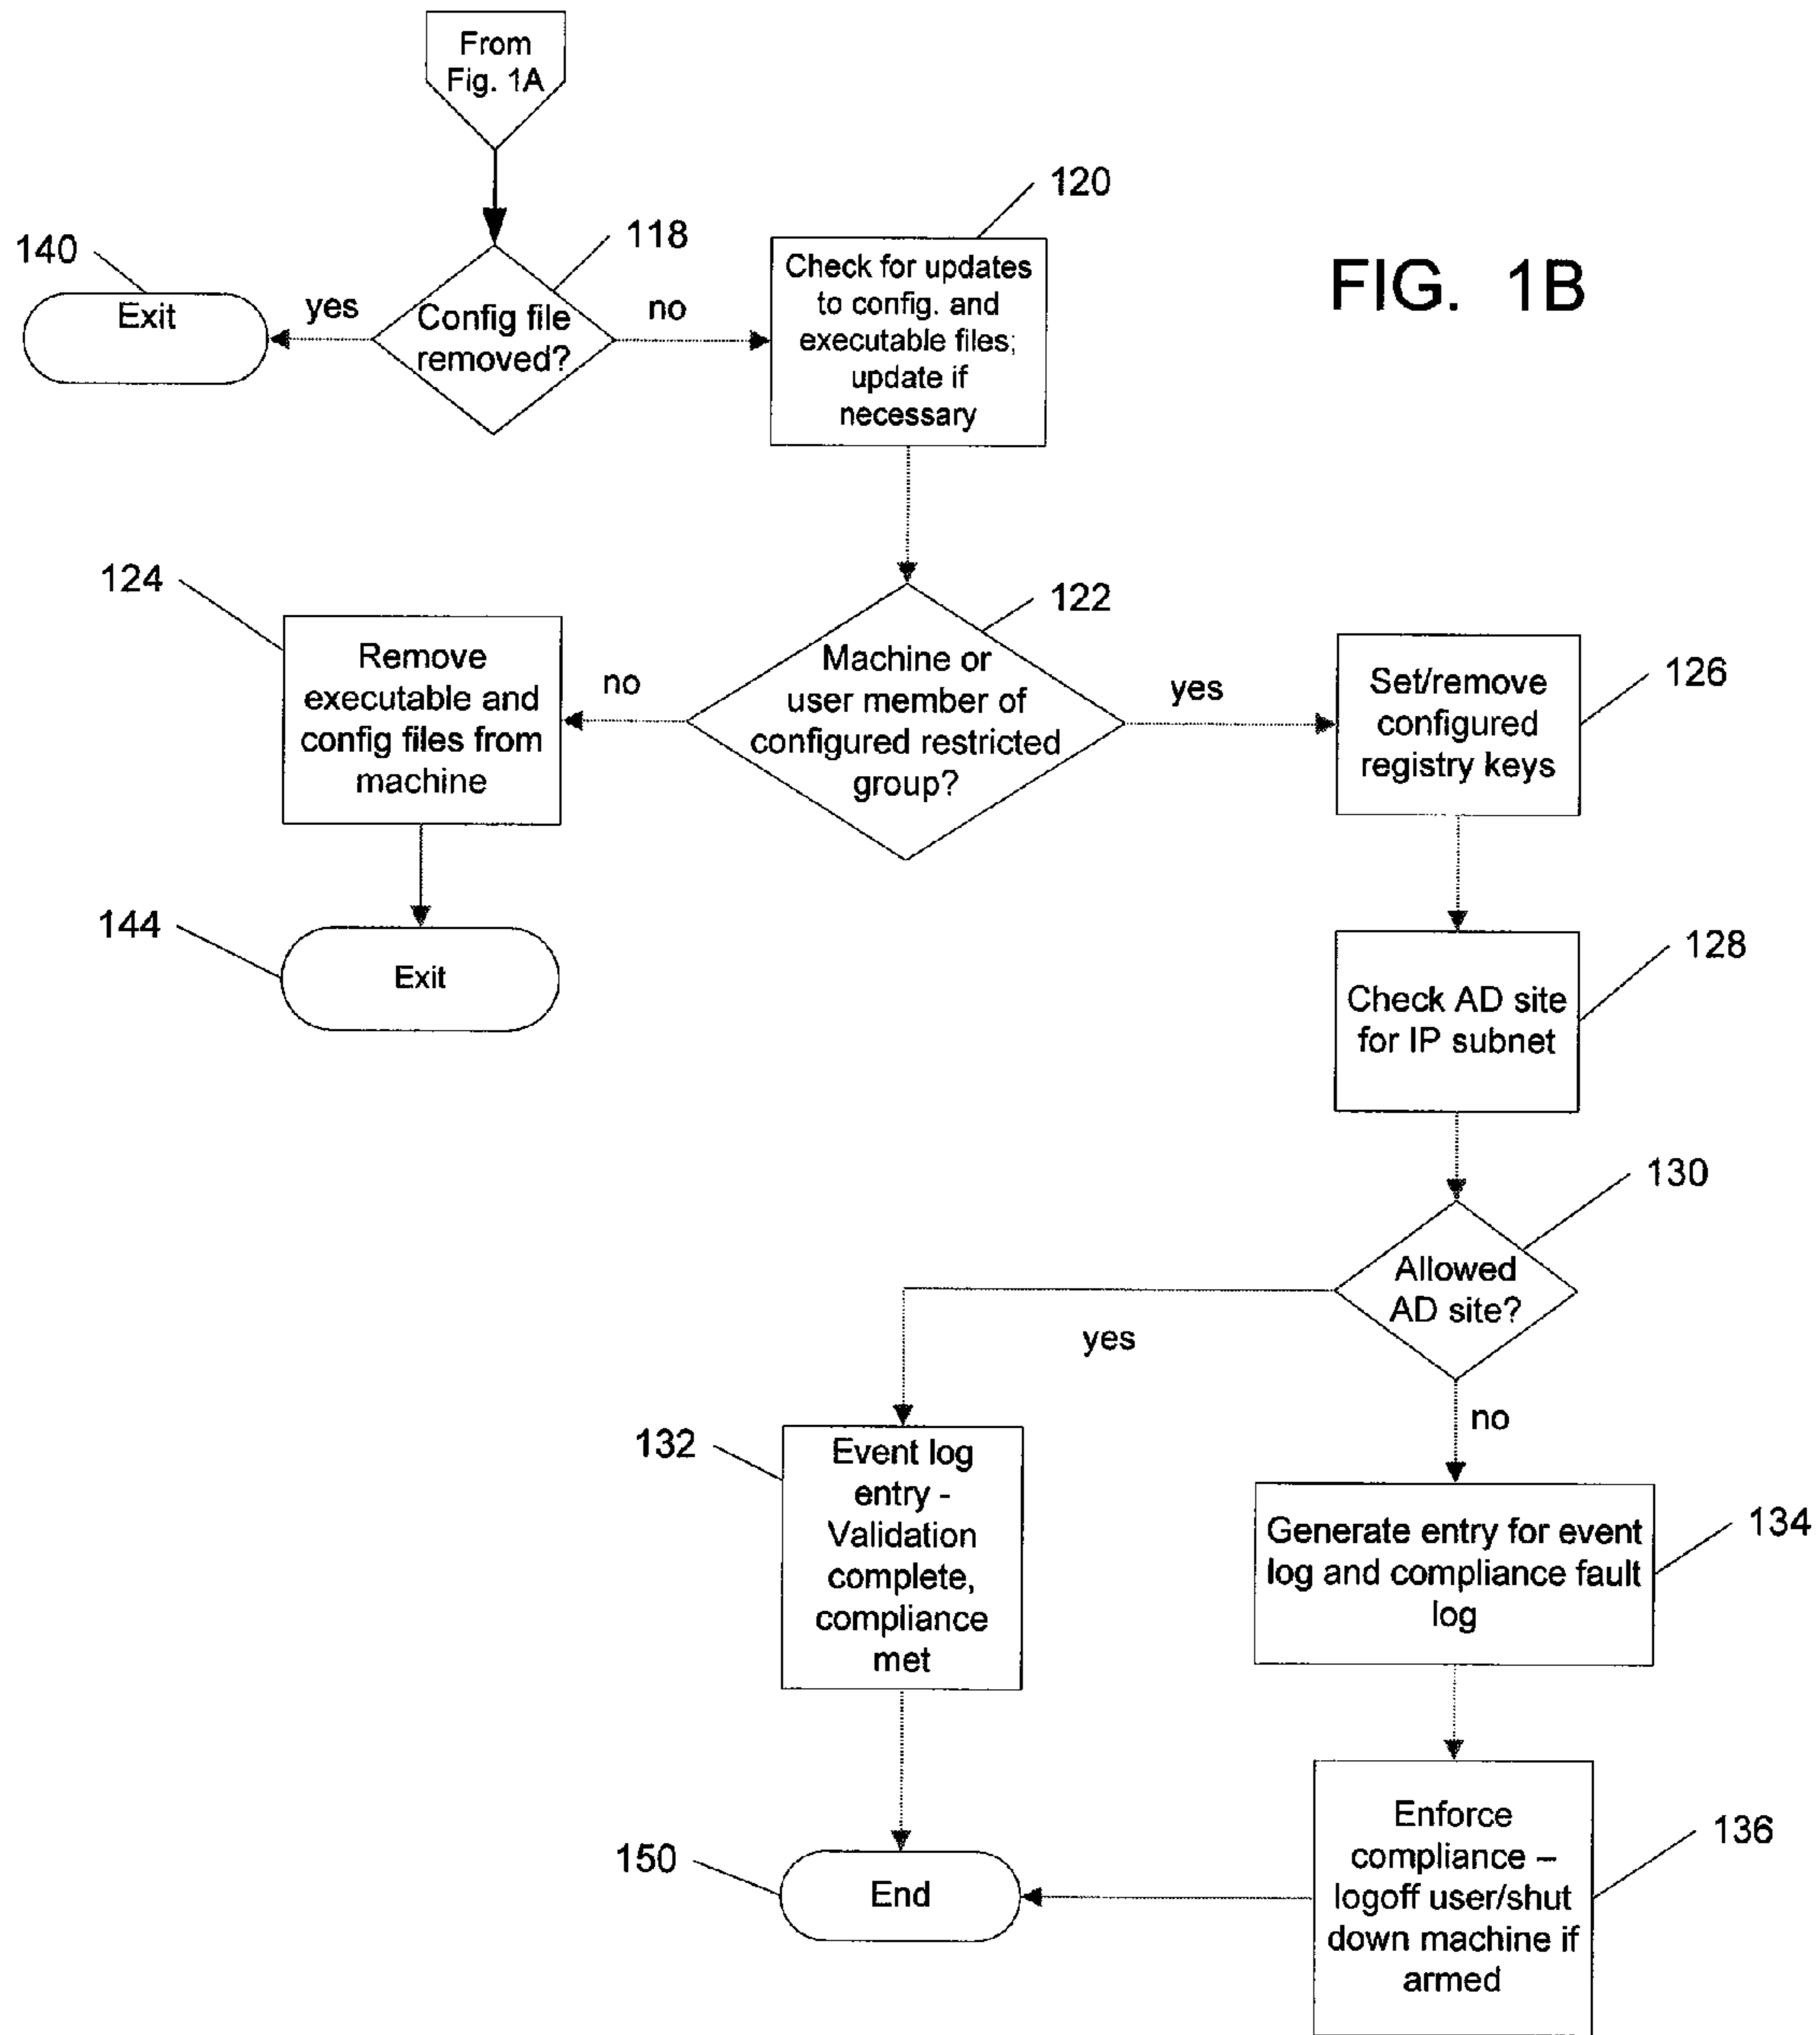 From
Fig. 1A
120
118
140
Exit
yes
Config file
removed?
no
Check for updates
to config. and
executable files;
update if
necessary
FIG. 1B
124
122
Remove
executable and
config files from
machine
no
Machine or
user member of
configured restricted
group?
yes
Set/remove
configured
registry keys
126
144
Exit
128
Check AD site
for IP subnet
130
Allowed
AD site?
yes
no
132
Event log
entry -
Validation
complete,
compliance
met
Generate entry for event
log and compliance fault
log
134
150
End
Enforce
compliance –
logoff user/shut
down machine if
armed
136